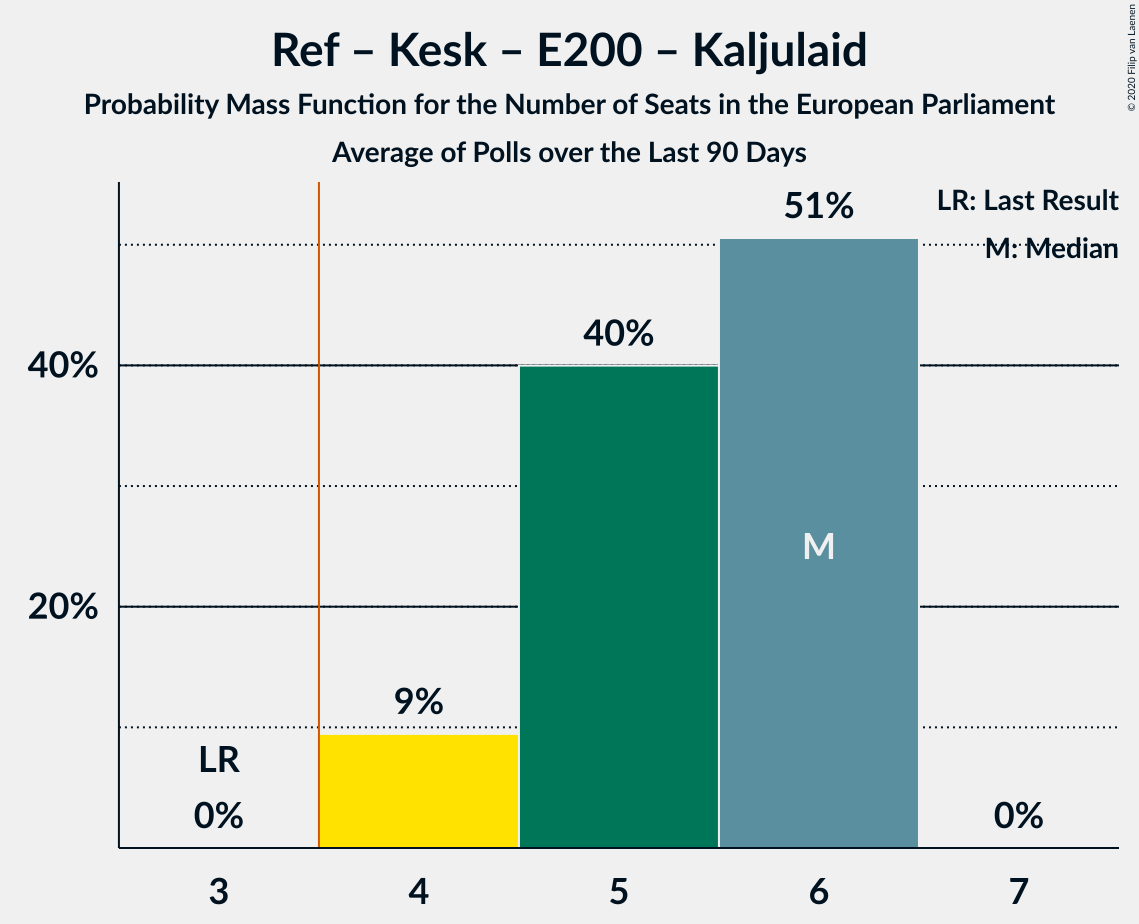 Ref – Kesk – E200 – Kaljulaid
Probability Mass Function for the Number of Seats in the European Parliament
Average of Polls over the Last 90 Days
© 2020 Filip van Laenen
LR: Last Result
M: Median
51%
40%
40%
20%
9%
M
LR
0%
0%
3
4
5
6
7